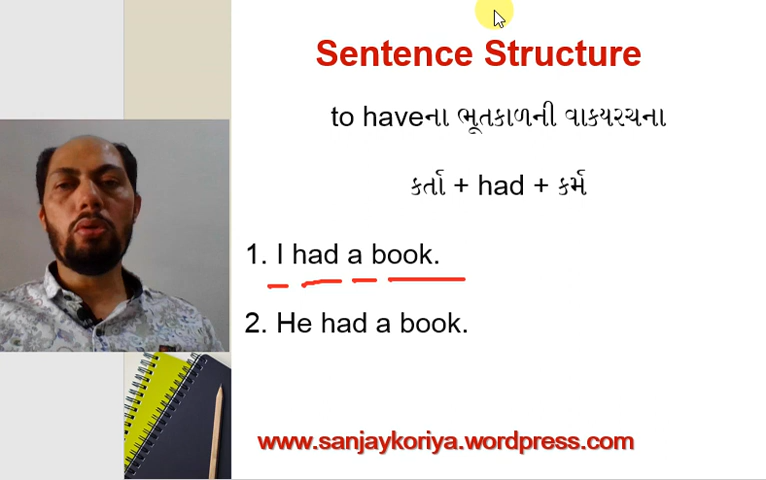 Sentence Structure
to haveના ભૂતકાળની વાક્યરચના
કર્તા + had + કર્મ
1. I had a book.
2. He had a book.
www.sanjaykoriya.wordpress.com